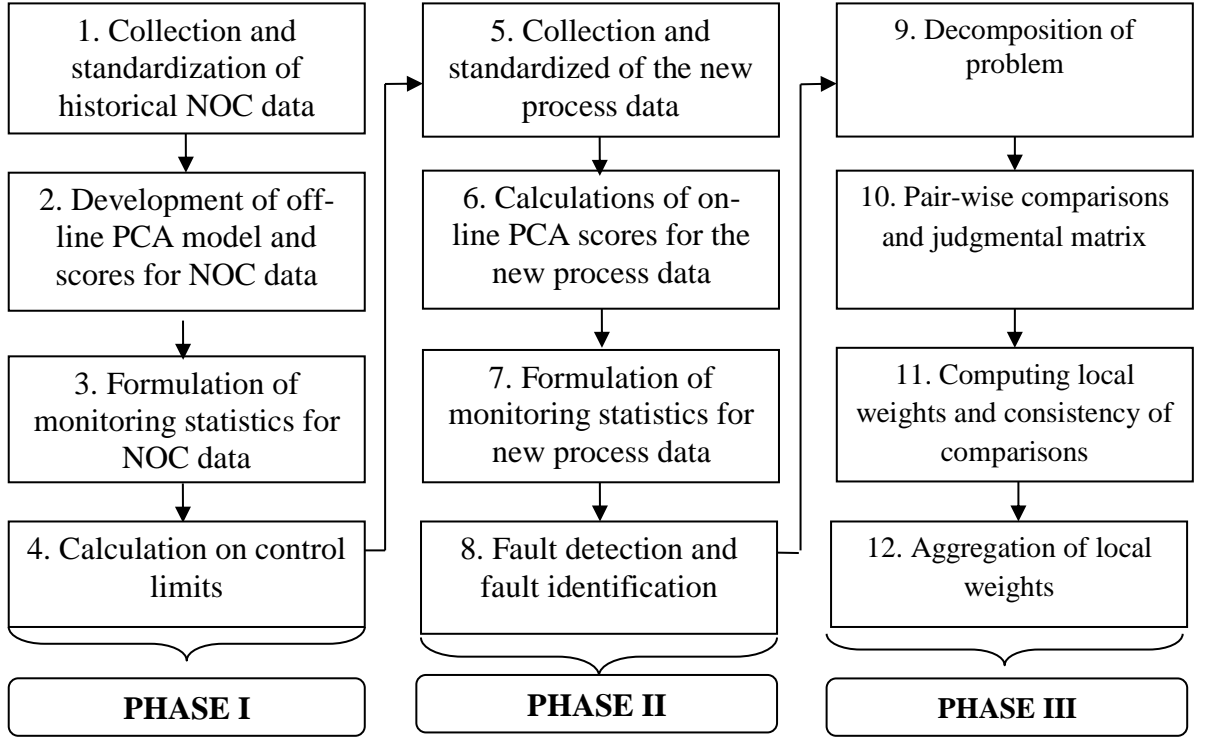 1. Collection and
standardization of
historical NOC data
2. Development of off-
line PCA model and
scores for NOC data
3. Formulation of
monitoring statistics for
NOC data
4. Calculation on control
limits
PHASE I
5. Collection and
standardized of the new
process data
6. Calculations of on-
line PCA scores for the
new process data
7. Formulation of
monitoring statistics for
new process data
8. Fault detection and
fault identification
PHASE II
9. Decomposition of
problem
10. Pair-wise comparisons
and judgmental matrix
11. Computing local
weights and consistency of
comparisons
12. Aggregation of local
weights
PHASE III